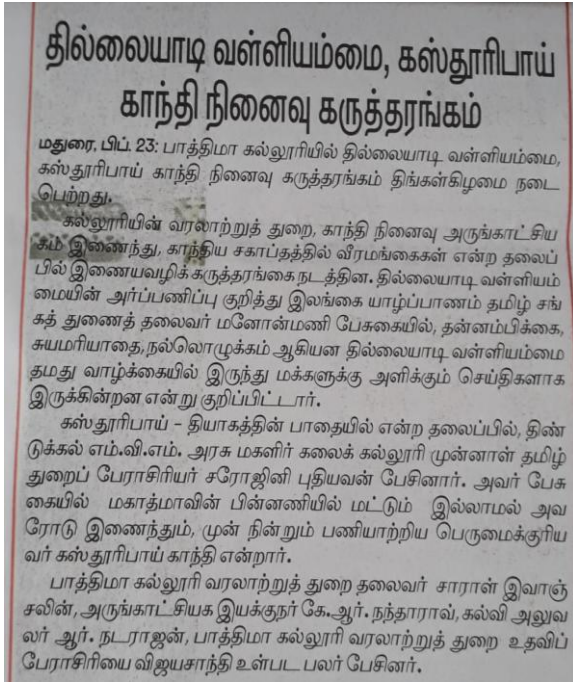 தில்லையாடி வள்ளியம்மை, கஸ்தூரிபாய்
காந்தி நினைவு கருத்தரங்கம்
மதுரை, பிப். 23: பாத்திமா கல்லூரியில் தில்லையாடி வள்ளியம்மை,
கஸ்தூரிபாய் காந்தி நினைவு கருத்தரங்கம் திங்கள்கிழமை நடை
பெற்றது.
கல்லூரியின் வரலாற்றுத் துறை, காந்தி நினைவு அருங்காட்சிய
கம் இணைந்து, காந்திய சகாப்தத்தில் வீரமங்கைகள் என்ற தலைப்
பில் இணையவழிக் கருத்தரங்கை நடத்தின. தில்லையாடி வள்ளியம்
மையின் அர்ப்பணிப்பு குறித்து இலங்கை யாழ்ப்பாணம் தமிழ் சங்
கத் துணைத் தலைவர் மனோன்மணி பேசுகையில், தன்னம்பிக்கை,
சுயமரியாதை, நல்லொழுக்கம் ஆகியன தில்லையாடி வள்ளியம்மை
தமது வாழ்க்கையில் இருந்து மக்களுக்கு அளிக்கும் செய்திகளாக
இருக்கின்றன என்று குறிப்பிட்டார்.
கஸ்தூரிபாய் - தியாகத்தின் பாதையில் என்ற தலைப்பில், திண்
டுக்கல் எம்.வி.எம். அரசு மகளிர் கலைக் கல்லூரி முன்னாள் தமிழ்
துறைப் பேராசிரியர் சரோஜினி புதியவன் பேசினார். அவர் பேசு
கையில் மகாத்மாவின் பின்னணியில் மட்டும் இல்லாமல் அவ
ரோடு இணைந்தும், முன் நின்றும் பணியாற்றிய பெருமைக்குரிய
வர் கஸ்தூரிபாய் காந்தி என்றார்.
பாத்திமா கல்லூரி வரலாற்றுத் துறை தலைவர் சாராள் இவாஞ்
சலின், அருங்காட்சியக இயக்குநர் கே.ஆர். நந்தாராவ், கல்வி அலுவ
லர் ஆர். நடராஜன், பாத்திமா கல்லூரி வரலாற்றுத் துறை உதவிப்
பேராசிரியை விஜயசாந்தி உள்பட பலர் பேசினர்.